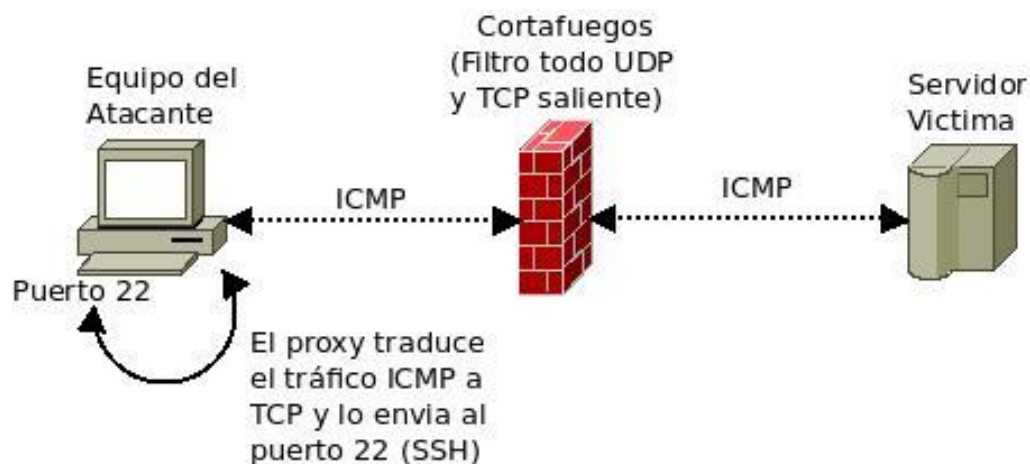 Equipo del
Atacante
Cortafuegos
(Filtro todo UDP
y TCP saliente)
Servidor
Victima
ICMP
ICMP
Puerto 22
El proxy traduce
el tráfico ICMP a
TCP y lo envia al
puerto 22 (SSH)